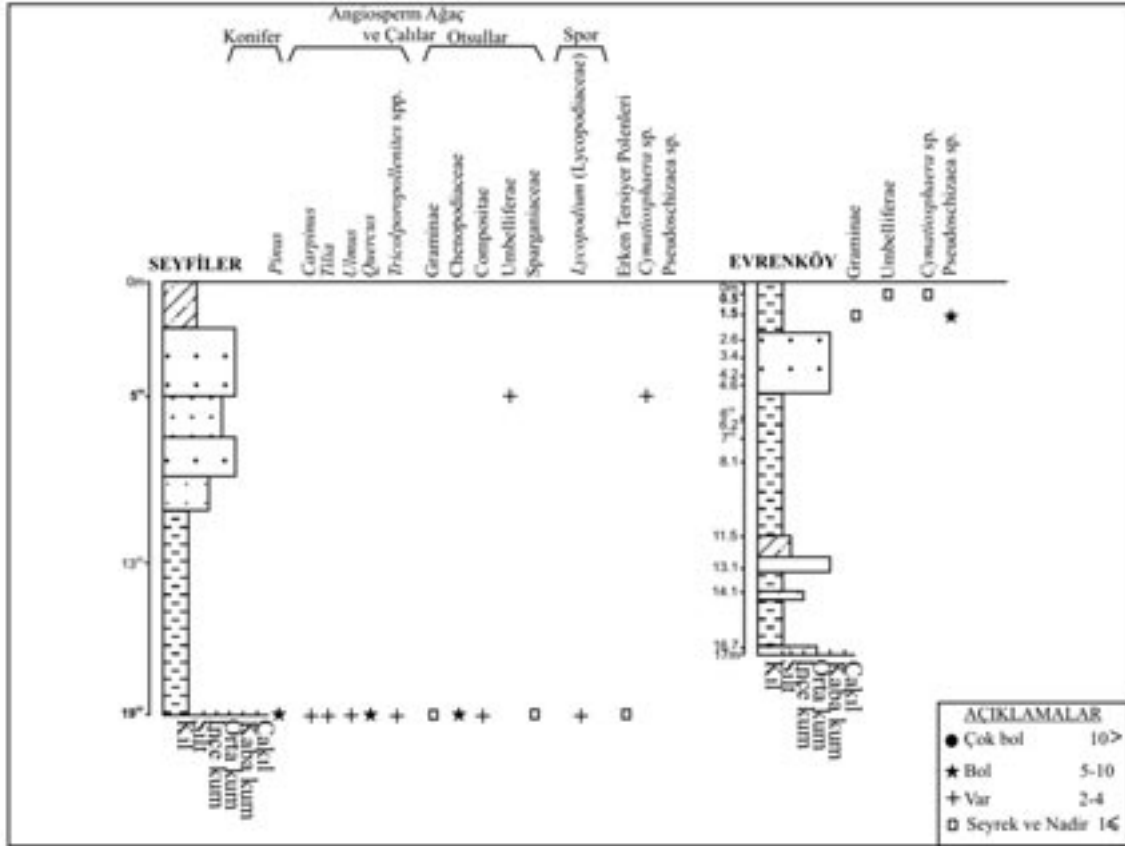 Angiosperm Ağaç
ve Çalılar
Konifer
Otsullar
Spor
Pinus
Carpinus
Tilia
Ulmus
Quercus
Tricolporopollenites spp.
Graminae
Chenopodiaceae
Compositae
Umbelliferae
Sparganiaceae
Lycopodium (Lycopodiaceae)
Erken Tersiyer Polenleri
Cymatiosphaera sp.
Pseudoschizaea sp.
SEYFİLER
0m
13m
Kil
Silt
İnce kum
Orta kum
Kaba kum
Çakıl
Graminae
Umbelliferae
Cymatiosphaera sp.
Pseudoschizaea sp.
EVRENKÖY
0m
0.5
1.5
2.6
3.4
4.2
4.8
8.1
11.5
13.1
14.1
16.7
17m
Kil
Silt
İnce kum
Orta kum
Kaba kum
Çakıl
AÇIKLAMALAR
Çok bol 10>
Bol 5-10
Var 2-4
Seyrek ve Nadir 1⩽